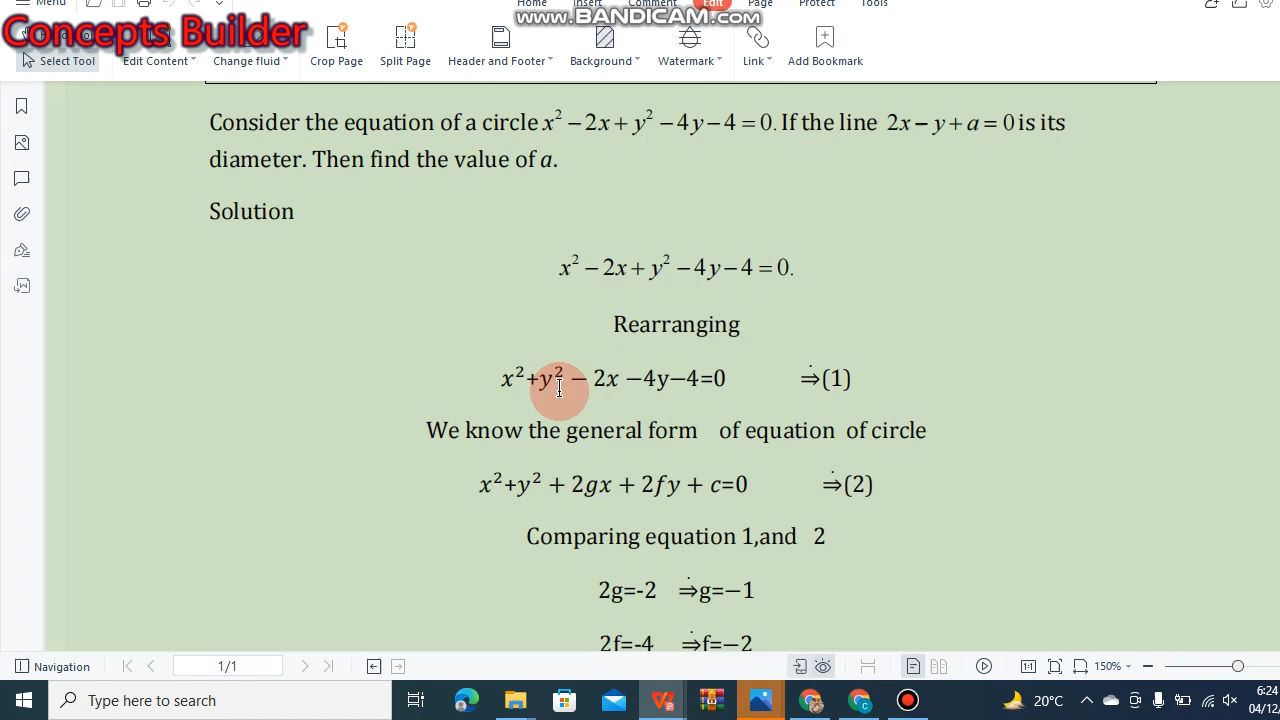 Menu
Home Insert Comment Edit Page Protect Tools
www.BANDICAM.com
Concepts Builder
Select Tool Edit Content Change fluid Crop Page Split Page Header and Footer Background Watermark Link Add Bookmark
Consider the equation of a circle x² − 2x + y² − 4y − 4 = 0. If the line 2x − y + a = 0 is its
diameter. Then find the value of a.
Solution
x² − 2x + y² − 4y − 4 = 0.
Rearranging
x²+y² − 2x −4y−4=0 ⇒(1)
We know the general form of equation of circle
x²+y² + 2gx + 2fy + c=0 ⇒(2)
Comparing equation 1,and 2
2g=-2 ⇒g=−1
2f=-4 ⇒f=−2
Navigation 1/1 1:1 150%
Type here to search 20°C 6:24
04/12/